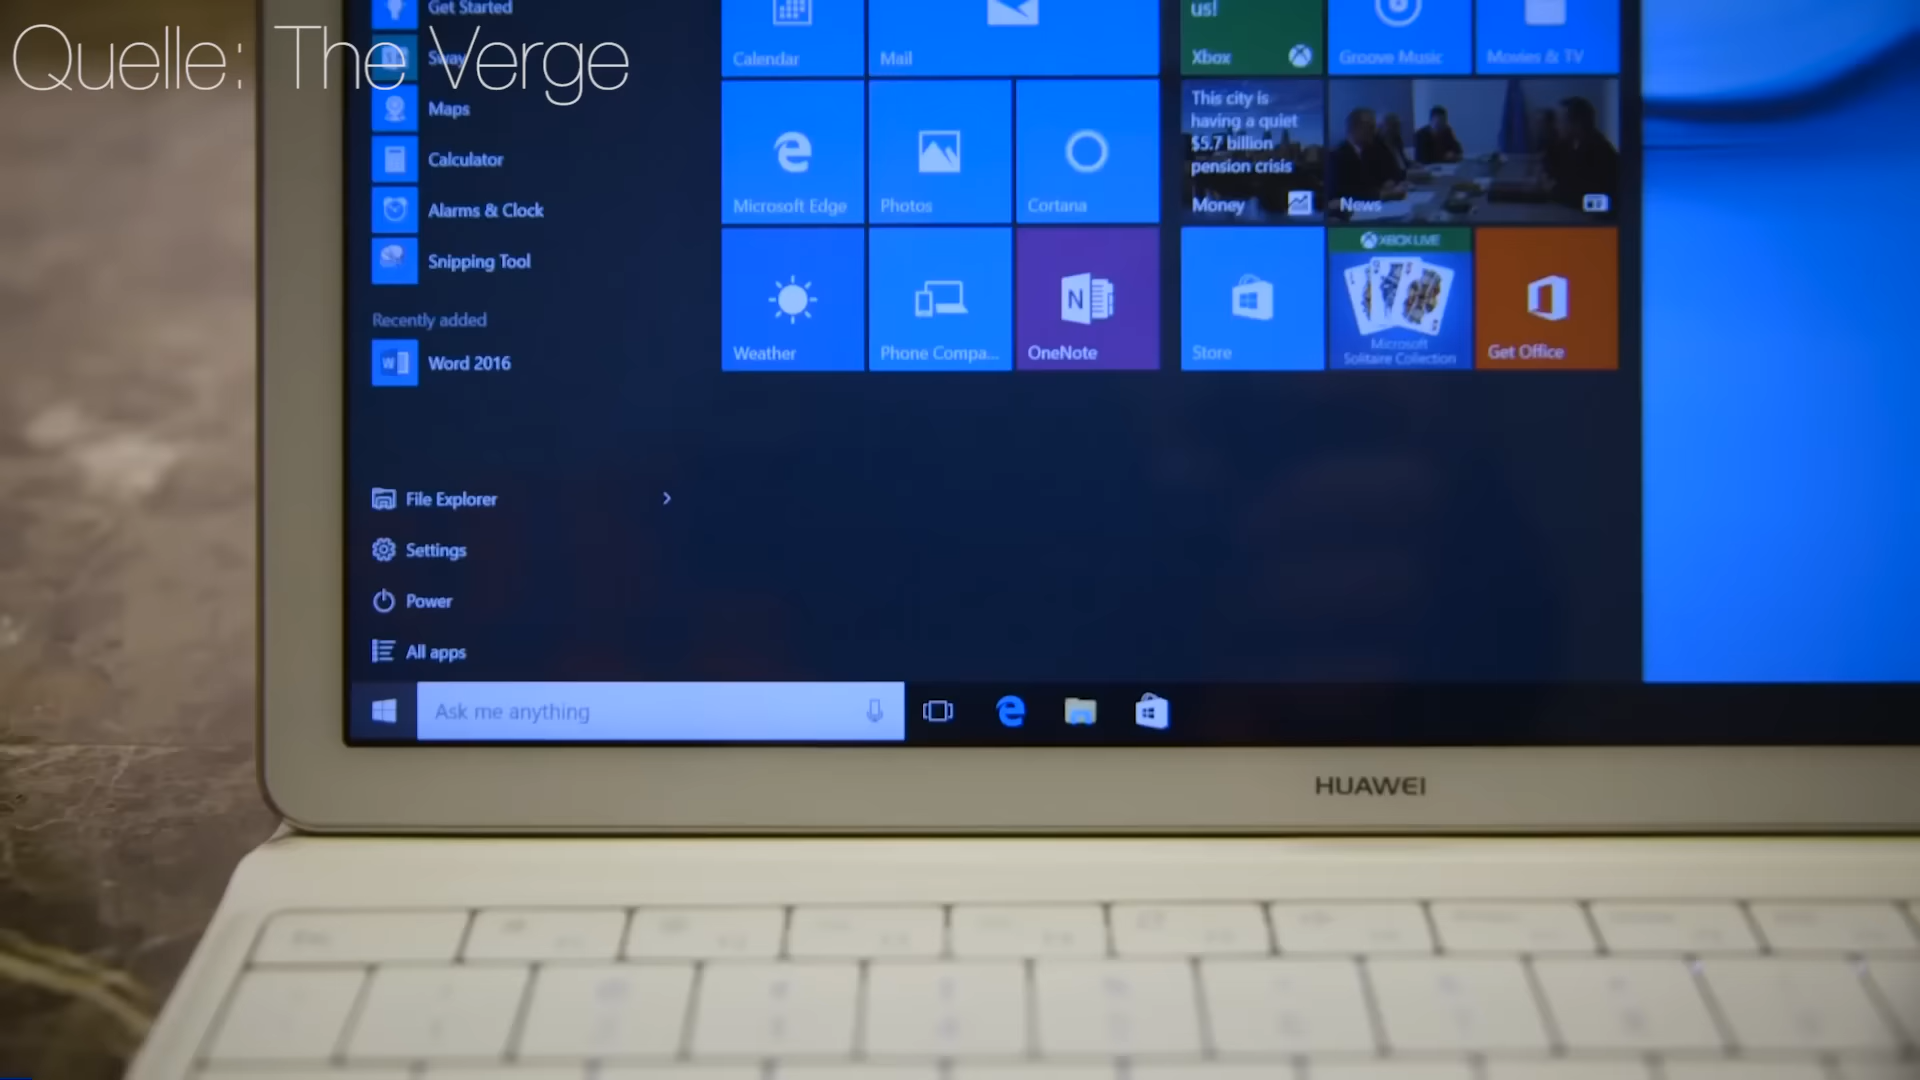 Quelle: The Verge
Get Started
Sway
Maps
Calculator
Alarms & Clock
Snipping Tool
Recently added
Word 2016
File Explorer
Settings
Power
All apps
Ask me anything
Calendar
Mail
Microsoft Edge
Photos
Cortana
Weather
Phone Compa...
N
OneNote
us!
Xbox
Groove Music
Movies & TV
This city is
having a quiet
$5.7 billion
pension crisis
Money
News
Store
XBOX LIVE
Microsoft
Solitaire Collection
Get Office
HUAWEI